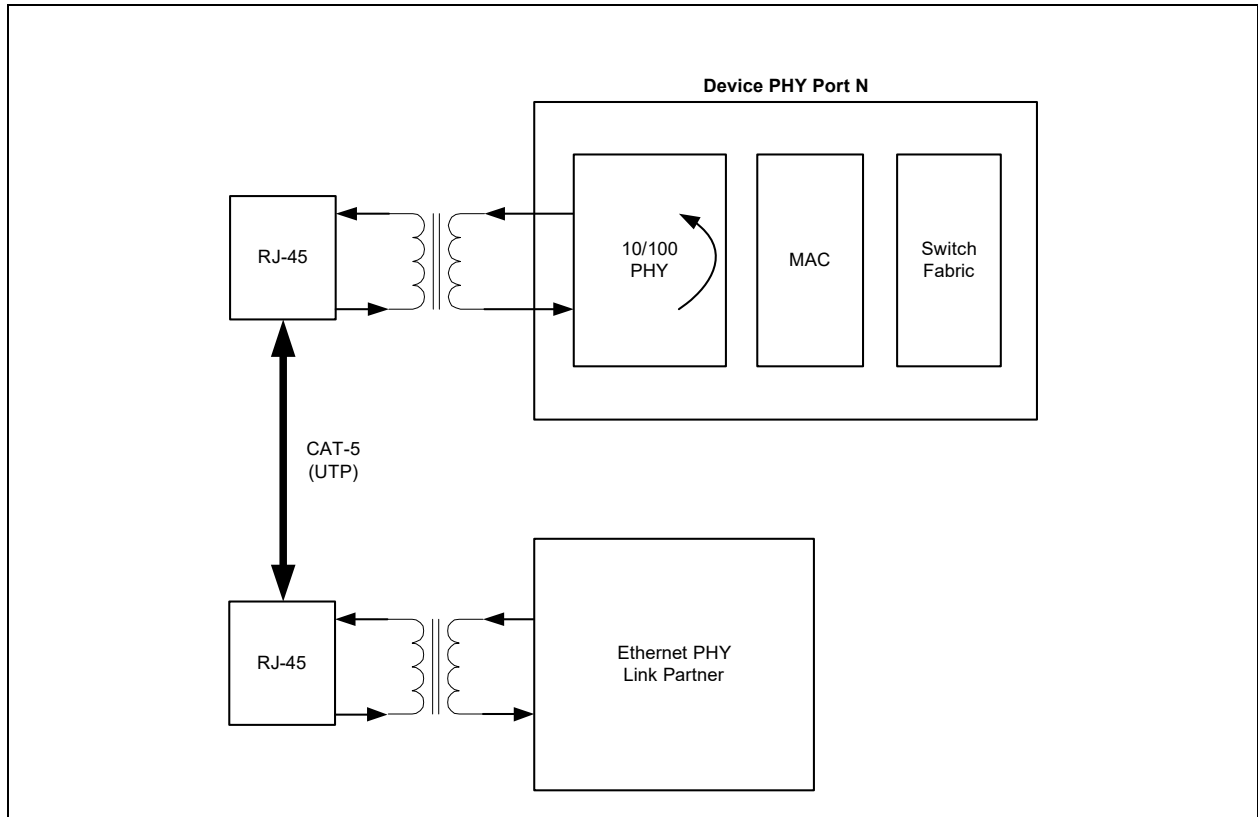 Device PHY Port N
RJ-45
10/100
PHY
MAC
Switch
Fabric
CAT-5
(UTP)
RJ-45
Ethernet PHY
Link Partner